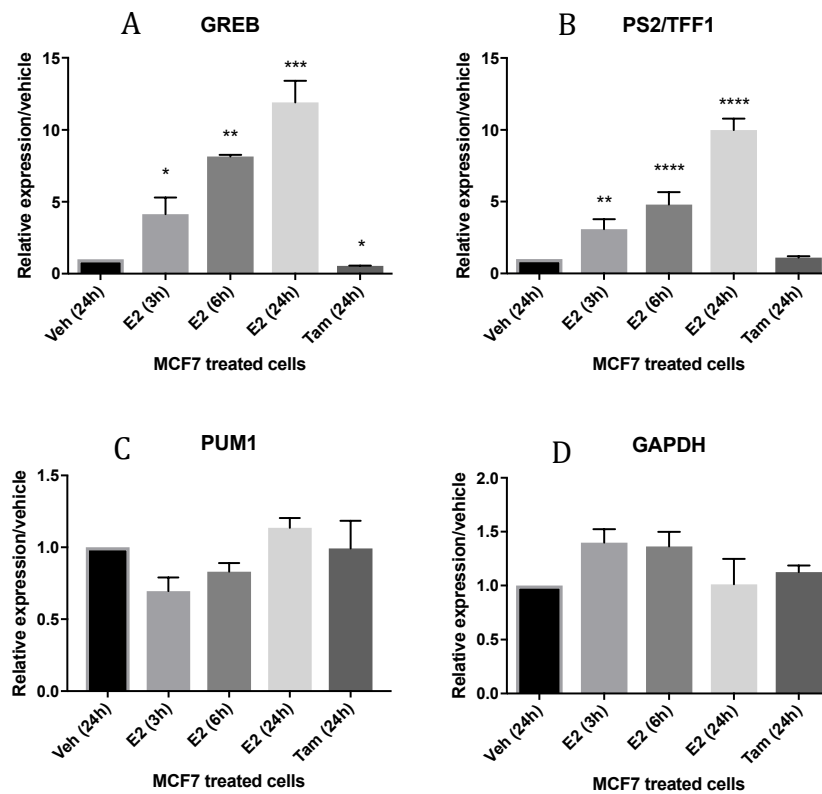 A
GREB
Relative expression/vehicle
15
10
5
0
*
**
***
*
Veh (24h)
E2 (3h)
E2 (6h)
E2 (24h)
Tam (24h)
MCF7 treated cells
B
PS2/TFF1
Relative expression/vehicle
15
10
5
0
**
****
****
Veh (24h)
E2 (3h)
E2 (6h)
E2 (24h)
Tam (24h)
MCF7 treated cells
C
PUM1
Relative expression/vehicle
1.5
1.0
0.5
0.0
Veh (24h)
E2 (3h)
E2 (6h)
E2 (24h)
Tam (24h)
MCF7 treated cells
D
GAPDH
Relative expression/vehicle
2.0
1.5
1.0
0.5
0.0
Veh (24h)
E2 (3h)
E2 (6h)
E2 (24h)
Tam (24h)
MCF7 treated cells